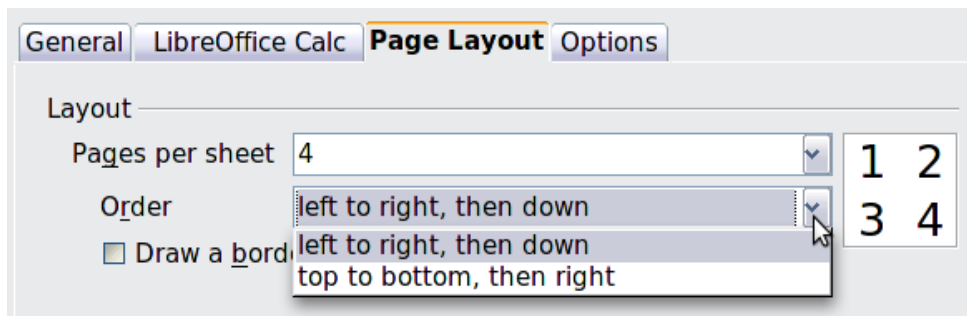 General LibreOffice Calc Page Layout Options
Layout
Pages per sheet 4
1 2
Order left to right, then down
3 4
Draw a
left to right, then down
top to bottom, then right